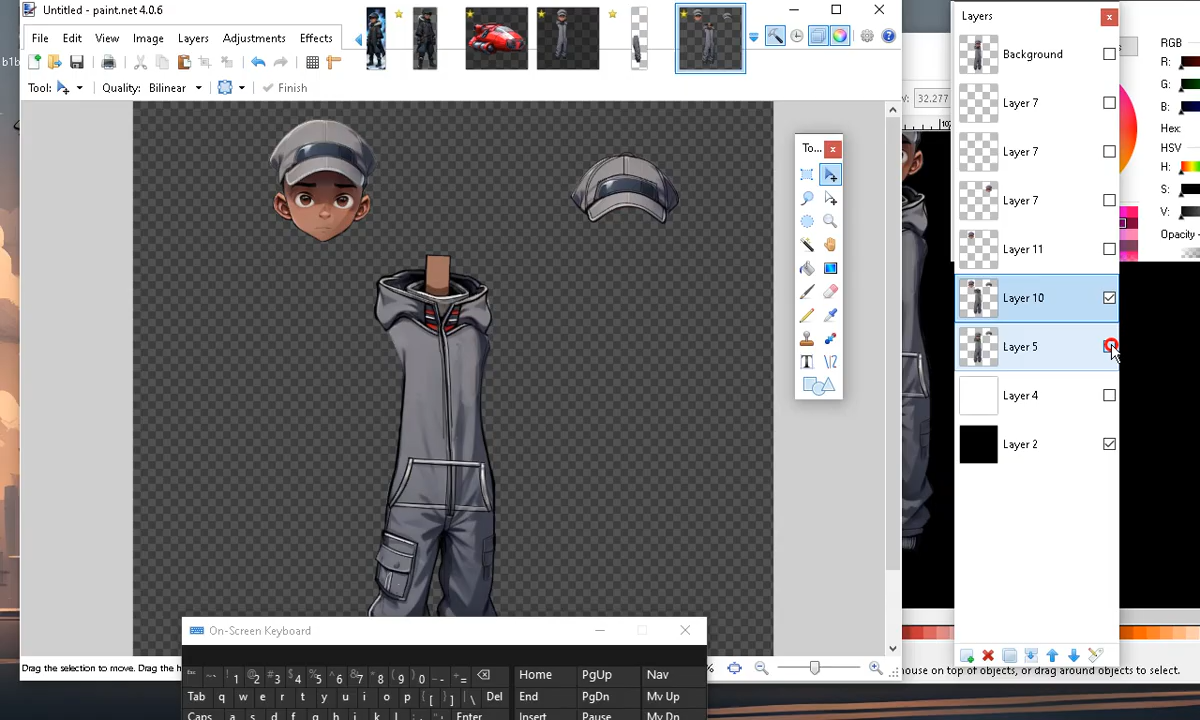 Untitled - paint.net 4.0.6
File Edit View Image Layers Adjustments Effects
Tool: Quality: Bilinear Finish
To...
Layers
Background
Layer 7
Layer 7
Layer 7
Layer 11
Layer 10
Layer 5
Layer 4
Layer 2
32.277
RGB
R:
G:
B:
Hex:
HSV
H:
S:
V:
Opacity -
Drag the selection to move. Drag the h
%
ouse on top of objects, or drag around objects to select.
On-Screen Keyboard
Home PgUp Nav
Tab q w e r t y u i o p [ ] \ Del End PgDn Mv Up
Caps a s d f g h j k l ; ' Enter Insert Pause Mv Dn